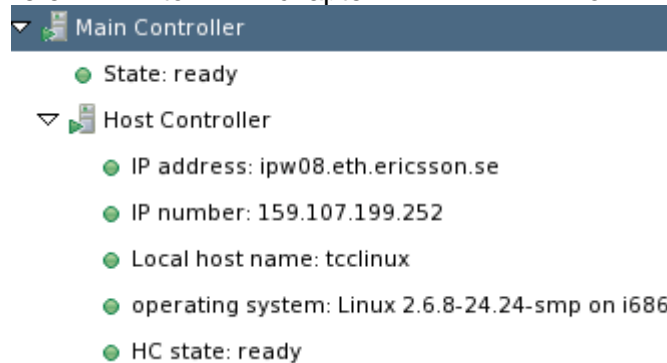 Main Controller
State: ready
Host Controller
IP address: ipw08.eth.ericsson.se
IP number: 159.107.199.252
Local host name: tcclinux
operating system: Linux 2.6.8-24.24-smp on i686
HC state: ready